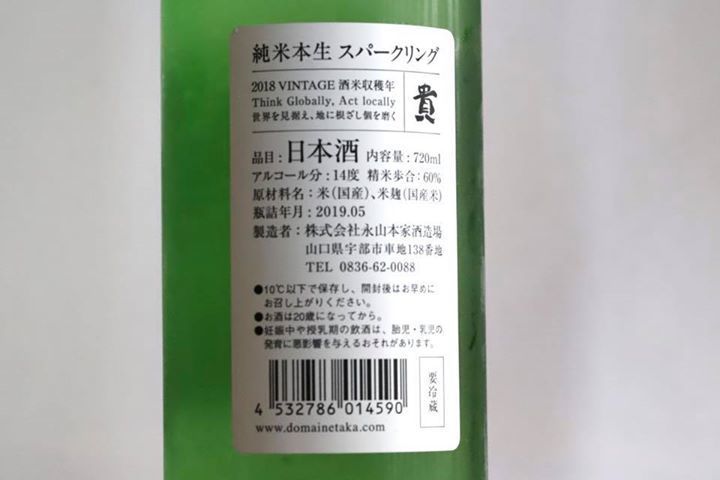 純米本生 スパークリング
2018 VINTAGE 酒米収穫年
Think Globally, Act locally
世界を見据え、地に根ざし個を磨く
貴
品目：日本酒 内容量：720ml
アルコール分：14度 精米歩合：60%
原材料名：米（国産）、米麹（国産米）
瓶詰年月：2019.05
製造者：株式会社永山本家酒造場
山口県宇部市車地138番地
TEL 0836-62-0088
●10℃以下で保存し、開封後はお早めに
お召し上がりください。
●お酒は20歳になってから。
●妊娠中や授乳期の飲酒は、胎児・乳児の
発育に悪影響を与えるおそれがあります。
要冷蔵
4 532786 014590
www.domainetaka.com